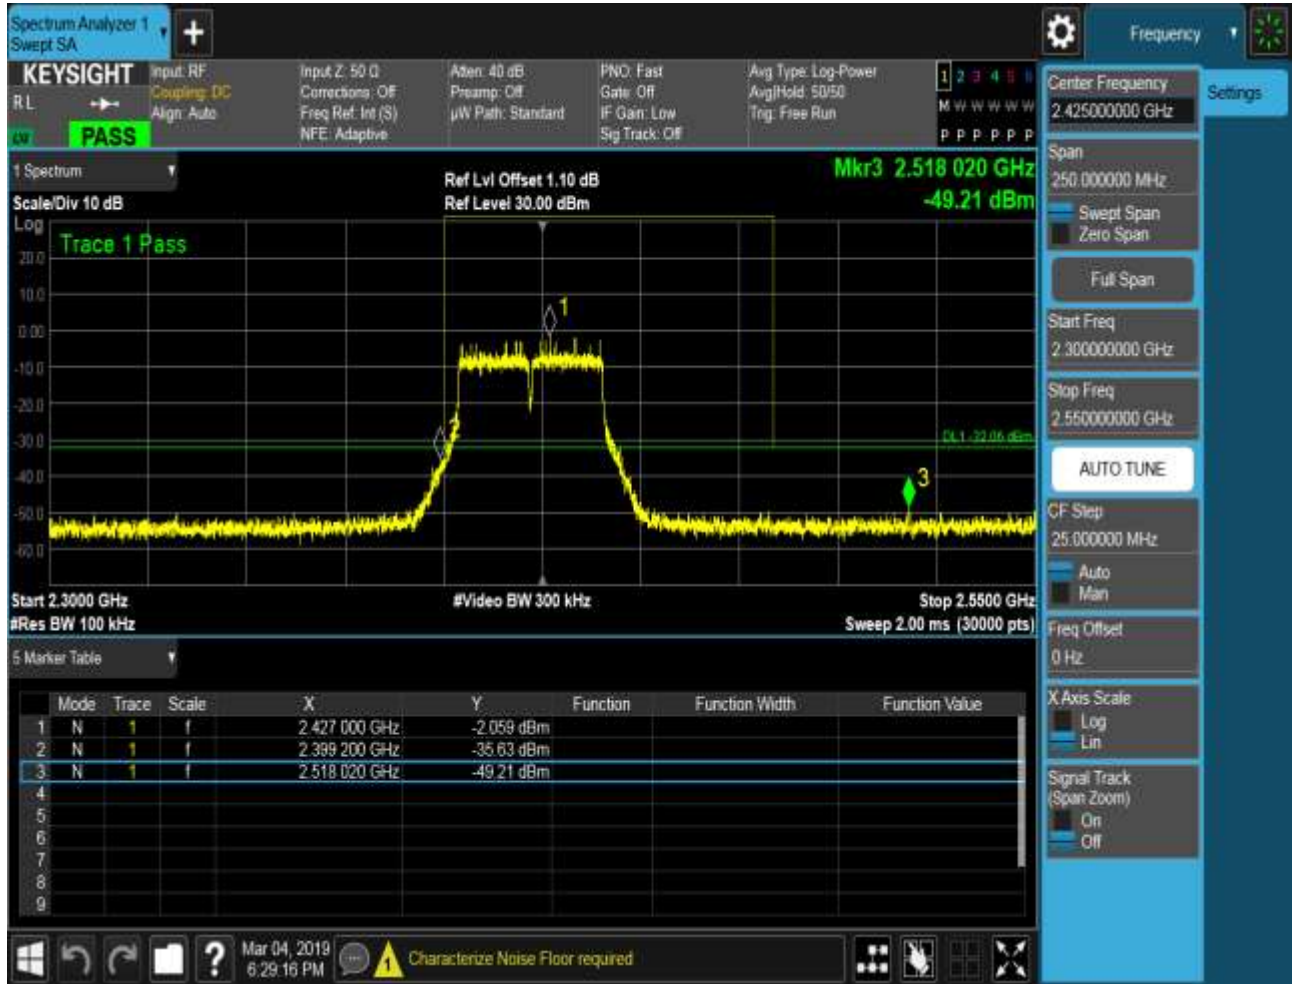 Spectrum Analyzer 1
Swept SA
Frequency
KEYSIGHT
R L
PASS
Input: RF
Coupling: DC
Align: Auto
Input Z: 50 Ω
Corrections: Off
Freq Ref: Int (S)
NFE: Adaptive
Atten: 40 dB
Preamp: Off
µW Path: Standard
PNO: Fast
Gate: Off
IF Gain: Low
Sig Track: Off
Avg Type: Log-Power
Avg|Hold: 50/50
Trig: Free Run
1 2 3 4 5 6
M W W W W W
P P P P P P
1 Spectrum
Scale/Div 10 dB
Log
Ref Lvl Offset 1.10 dB
Ref Level 30.00 dBm
Mkr3 2.518 020 GHz
-49.21 dBm
Trace 1 Pass
20.0
10.0
0.00
-10.0
-20.0
-30.0
-40.0
-50.0
-60.0
1
2
3
Start 2.3000 GHz
#Res BW 100 kHz
#Video BW 300 kHz
Stop 2.5500 GHz
Sweep 2.00 ms (30000 pts)
5 Marker Table
Mode Trace Scale X Y Function Function Width Function Value
1 N 1 f 2.427 000 GHz -2.059 dBm
2 N 1 f 2.399 200 GHz -35.63 dBm
3 N 1 f 2.518 020 GHz -49.21 dBm
4
5
6
7
8
9
Mar 04, 2019
6:29:16 PM
1
Characterize Noise Floor required
?
Center Frequency
2.425000000 GHz
Settings
Span
250.000000 MHz
Swept Span
Zero Span
Full Span
Start Freq
2.300000000 GHz
Stop Freq
2.550000000 GHz
AUTO TUNE
CF Step
25.000000 MHz
Auto
Man
Freq Offset
0 Hz
X Axis Scale
Log
Lin
Signal Track
(Span Zoom)
On
Off